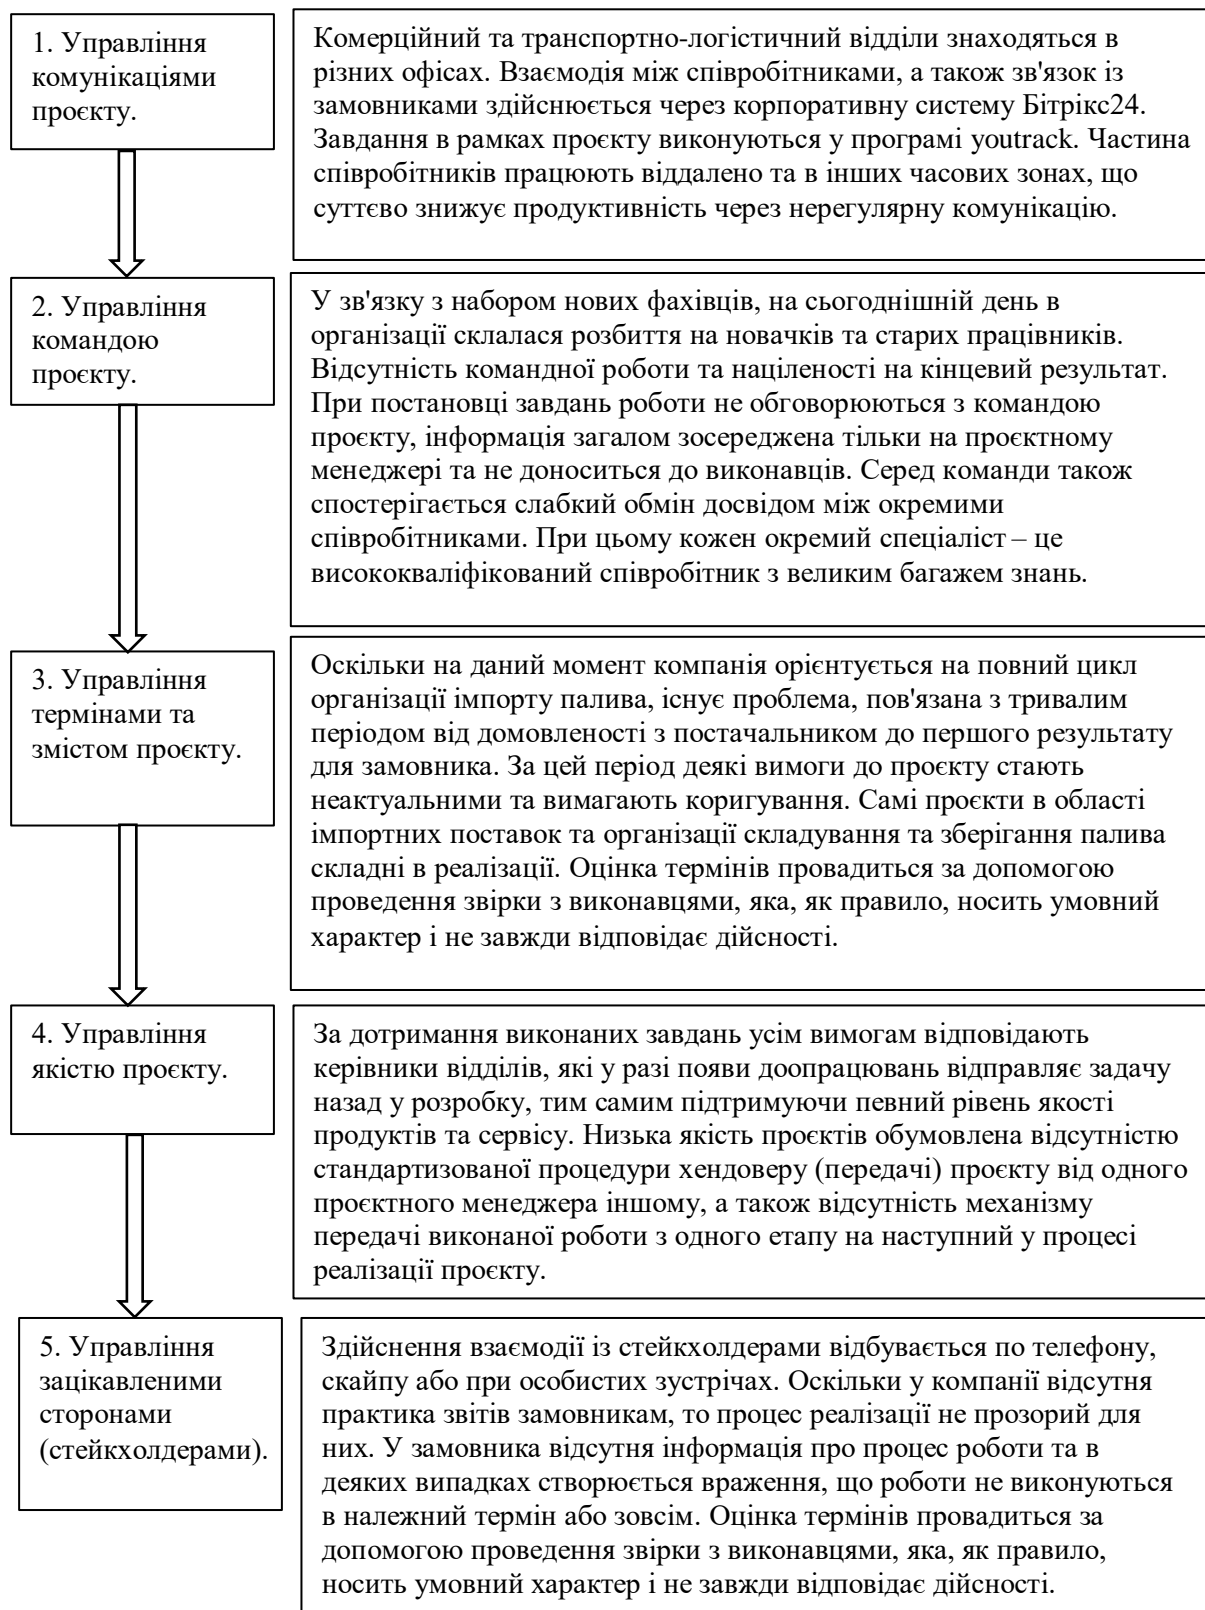 1. Управління
комунікаціями
проєкту.
Комерційний та транспортно-логістичний відділи знаходяться в
різних офісах. Взаємодія між співробітниками, а також зв'язок із
замовниками здійснюється через корпоративну систему Бітрікс24.
Завдання в рамках проєкту виконуються у програмі youtrack. Частина
співробітників працюють віддалено та в інших часових зонах, що
суттєво знижує продуктивність через нерегулярну комунікацію.
2. Управління
командою
проєкту.
У зв'язку з набором нових фахівців, на сьогоднішній день в
організації склалася розбиття на новачків та старих працівників.
Відсутність командної роботи та націленості на кінцевий результат.
При постановці завдань роботи не обговорюються з командою
проєкту, інформація загалом зосереджена тільки на проєктному
менеджері та не доноситься до виконавців. Серед команди також
спостерігається слабкий обмін досвідом між окремими
співробітниками. При цьому кожен окремий спеціаліст – це
висококваліфікований співробітник з великим багажем знань.
3. Управління
термінами та
змістом проєкту.
Оскільки на даний момент компанія орієнтується на повний цикл
організації імпорту палива, існує проблема, пов'язана з тривалим
періодом від домовленості з постачальником до першого результату
для замовника. За цей період деякі вимоги до проєкту стають
неактуальними та вимагають коригування. Самі проєкти в області
імпортних поставок та організації складування та зберігання палива
складні в реалізації. Оцінка термінів провадиться за допомогою
проведення звірки з виконавцями, яка, як правило, носить умовний
характер і не завжди відповідає дійсності.
4. Управління
якістю проєкту.
За дотримання виконаних завдань усім вимогам відповідають
керівники відділів, які у разі появи доопрацювань відправляє задачу
назад у розробку, тим самим підтримуючи певний рівень якості
продуктів та сервісу. Низька якість проєктів обумовлена відсутністю
стандартизованої процедури хендоверу (передачі) проєкту від одного
проєктного менеджера іншому, а також відсутність механізму
передачі виконаної роботи з одного етапу на наступний у процесі
реалізації проєкту.
5. Управління
зацікавленими
сторонами
(стейкхолдерами).
Здійснення взаємодії із стейкхолдерами відбувається по телефону,
скайпу або при особистих зустрічах. Оскільки у компанії відсутня
практика звітів замовникам, то процес реалізації не прозорий для
них. У замовника відсутня інформація про процес роботи та в
деяких випадках створюється враження, що роботи не виконуються
в належний термін або зовсім. Оцінка термінів провадиться за
допомогою проведення звірки з виконавцями, яка, як правило,
носить умовний характер і не завжди відповідає дійсності.